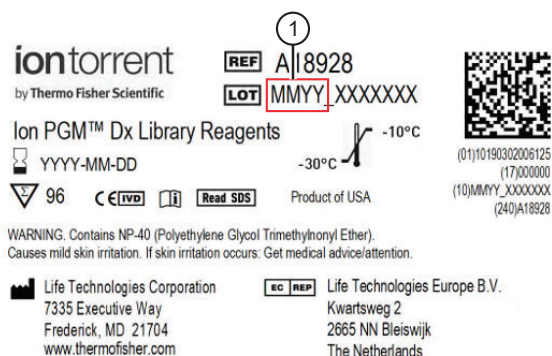 1
iontorrent
by Thermo Fisher Scientific
REF A18928
LOT MMYY_XXXXXXX
Ion PGM™ Dx Library Reagents
YYYY-MM-DD
-10°C
-30°C
Σ 96 CE IVD i Read SDS Product of USA
(01)10190302006125
(17)000000
(10)MMYY_XXXXXXX
(240)A18928
WARNING. Contains NP-40 (Polyethylene Glycol Trimethylnonyl Ether).
Causes mild skin irritation. If skin irritation occurs: Get medical advice/attention.
Life Technologies Corporation
7335 Executive Way
Frederick, MD 21704
www.thermofisher.com
EC REP Life Technologies Europe B.V.
Kwartsweg 2
2665 NN Bleiswijk
The Netherlands